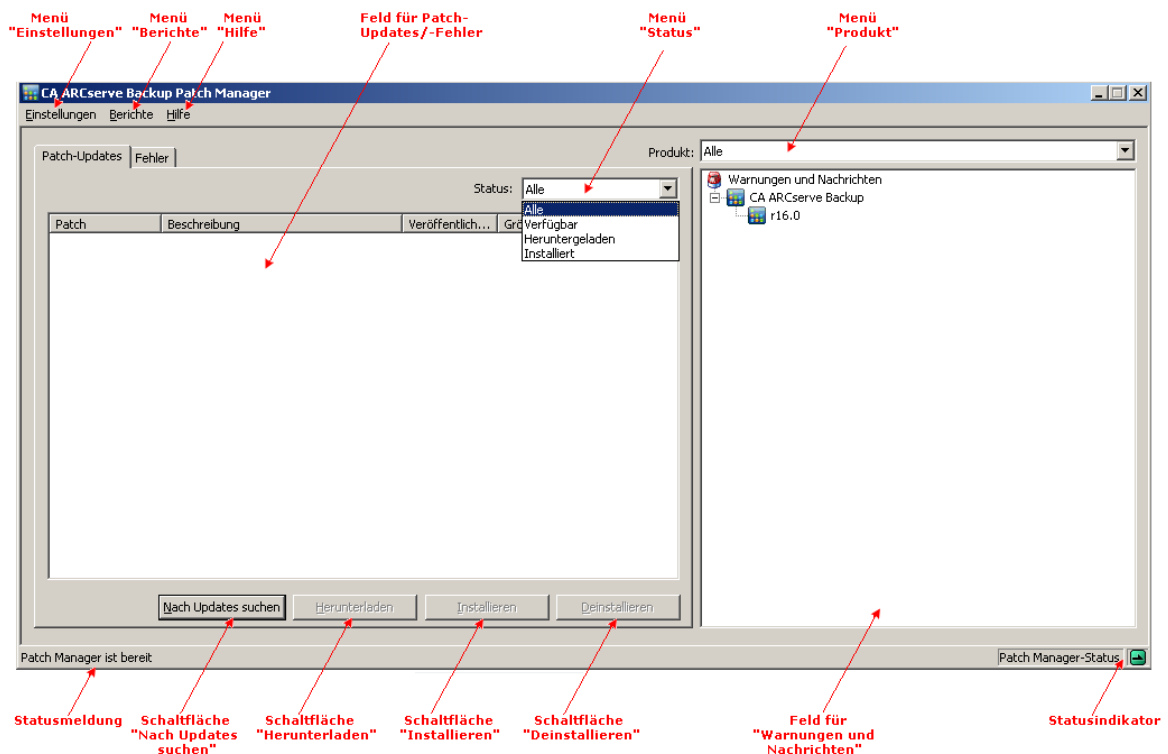 Menü
"Einstellungen"
Menü
"Berichte"
Menü
"Hilfe"
Feld für Patch-
Updates/-Fehler
Menü
"Status"
Menü
"Produkt"
CA ARCserve Backup Patch Manager
Einstellungen Berichte Hilfe
Patch-Updates Fehler
Status: Alle
Alle
Verfügbar
Heruntergeladen
Installiert
Patch Beschreibung Veröffentlich... Grö
Nach Updates suchen Herunterladen Installieren Deinstallieren
Produkt: Alle
Warnungen und Nachrichten
CA ARCserve Backup
r16.0
Patch Manager ist bereit
Patch Manager-Status
Statusmeldung
Schaltfläche
"Nach Updates
suchen"
Schaltfläche
"Herunterladen"
Schaltfläche
"Installieren"
Schaltfläche
"Deinstallieren"
Feld für
"Warnungen und
Nachrichten"
Statusindikator